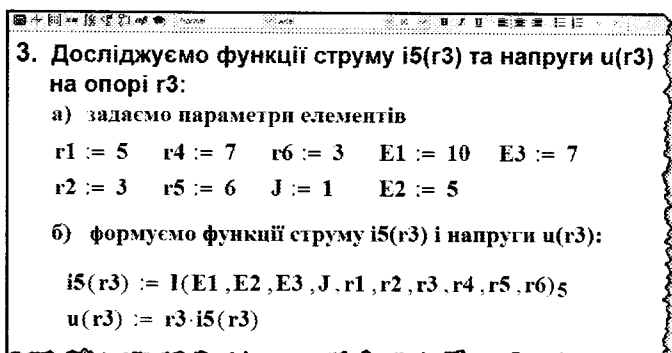 3. Досліджуємо функції струму i5(r3) та напруги u(r3)
на опорі r3:
а) задаємо параметри елементів
r1 := 5 r4 := 7 r6 := 3 E1 := 10 E3 := 7
r2 := 3 r5 := 6 J := 1 E2 := 5
б) формуємо функції струму i5(r3) і напруги u(r3):
i5(r3) := I(E1 ,E2 ,E3 ,J ,r1 ,r2 ,r3 ,r4 ,r5 ,r6)5
u(r3) := r3·i5(r3)